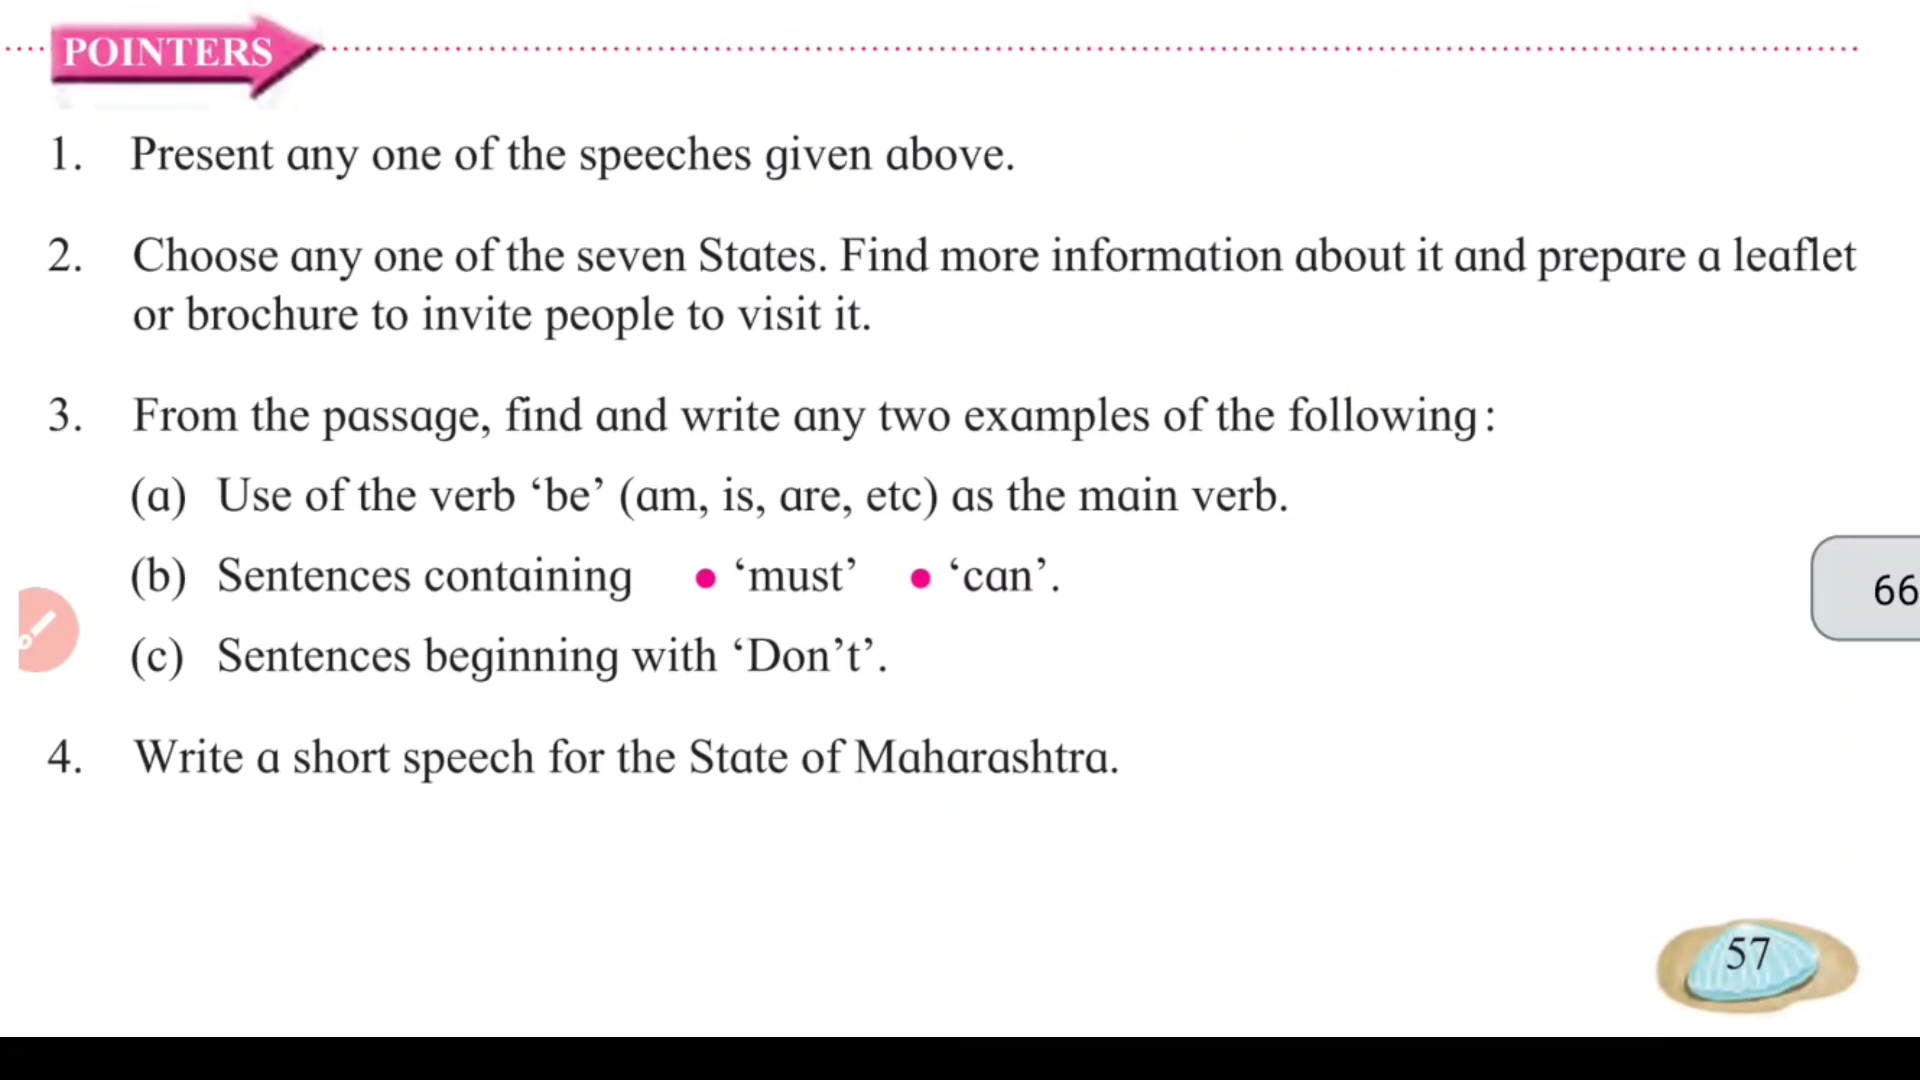 POINTERS
1. Present any one of the speeches given above.
2. Choose any one of the seven States. Find more information about it and prepare a leaflet
or brochure to invite people to visit it.
3. From the passage, find and write any two examples of the following:
(a) Use of the verb ‘be’ (am, is, are, etc) as the main verb.
(b) Sentences containing • ‘must’ • ‘can’.
66
(c) Sentences beginning with ‘Don’t’.
4. Write a short speech for the State of Maharashtra.
57